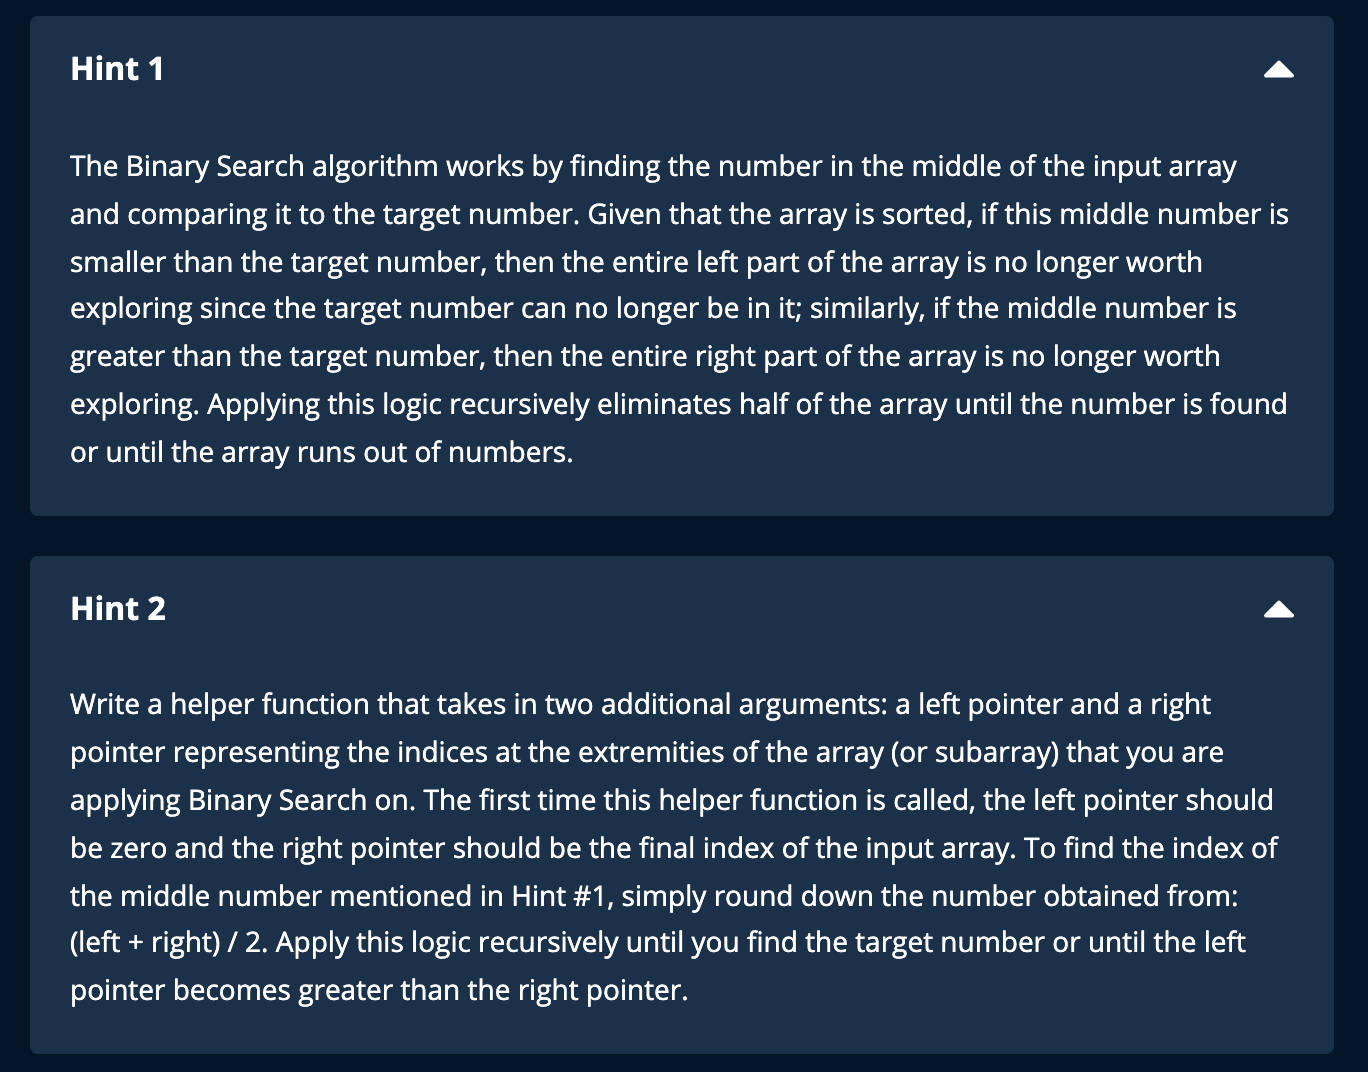 Hint 1
The Binary Search algorithm works by finding the number in the middle of the input array
and comparing it to the target number. Given that the array is sorted, if this middle number is
smaller than the target number, then the entire left part of the array is no longer worth
exploring since the target number can no longer be in it; similarly, if the middle number is
greater than the target number, then the entire right part of the array is no longer worth
exploring. Applying this logic recursively eliminates half of the array until the number is found
or until the array runs out of numbers.
Hint 2
Write a helper function that takes in two additional arguments: a left pointer and a right
pointer representing the indices at the extremities of the array (or subarray) that you are
applying Binary Search on. The first time this helper function is called, the left pointer should
be zero and the right pointer should be the final index of the input array. To find the index of
the middle number mentioned in Hint #1, simply round down the number obtained from:
(left + right) / 2. Apply this logic recursively until you find the target number or until the left
pointer becomes greater than the right pointer.